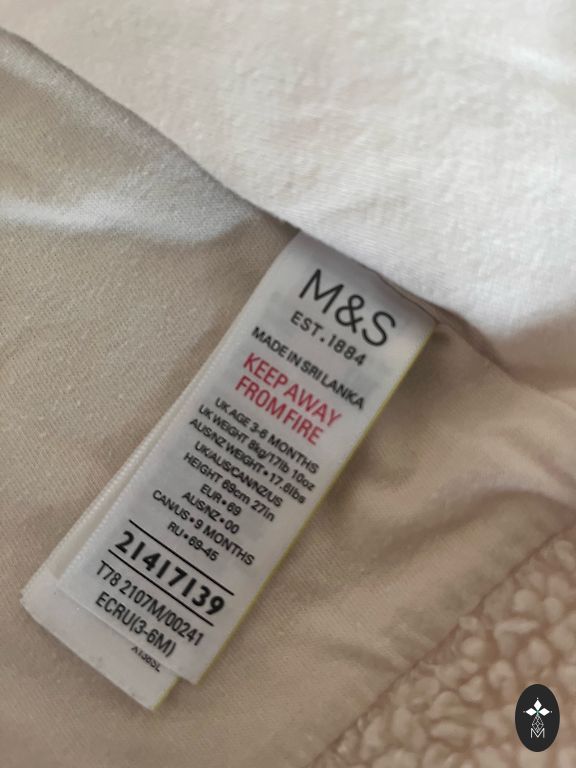 M&S
EST. 1884
MADE IN SRI LANKA
KEEP AWAY
FROM FIRE
UK AGE 3-6 MONTHS
UK WEIGHT 8kg/17lb 10oz
AUS/NZ WEIGHT • 17.6lbs
UK/AUS/CAN/NZ/US
HEIGHT 69cm 27in
EUR • 69
AUS/NZ • 00
CAN/US • 9 MONTHS
RU • 69-45
21417139
T78 2107M/00241
ECRU(3-6M)